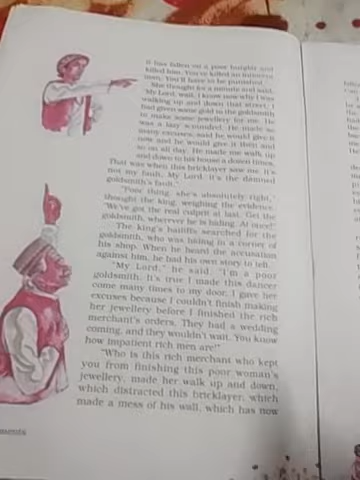 it has fallen on a poor burglar and
killed him. You've killed an innocent
man. You'll have to be punished."
She thought for a minute and said,
"My Lord, wait, I know now why I was
walking up and down that street. I
had given some gold to the goldsmith
to make some jewellery for me. He
was a lazy scoundrel. He made so
many excuses, said he would give it
now and he would give it then and
so on all day. He made me walk up
and down to his house a dozen times.
That was when this bricklayer saw me. It's
not my fault, My Lord, it's the damned
goldsmith's fault."
"Poor thing, she's absolutely right,"
thought the king, weighing the evidence.
"We've got the real culprit at last. Get the
goldsmith, wherever he is hiding. At once!"
The king's bailiffs searched for the
goldsmith, who was hiding in a corner of
his shop. When he heard the accusation
against him, he had his own story to tell.
"My Lord," he said, "I'm a poor
goldsmith. It's true I made this dancer
come many times to my door. I gave her
excuses because I couldn't finish making
her jewellery before I finished the rich
merchant's orders. They had a wedding
coming, and they wouldn't wait. You know
how impatient rich men are!"
"Who is this rich merchant who kept
you from finishing this poor woman's
jewellery, made her walk up and down,
which distracted this bricklayer, which
made a mess of his wall, which has now